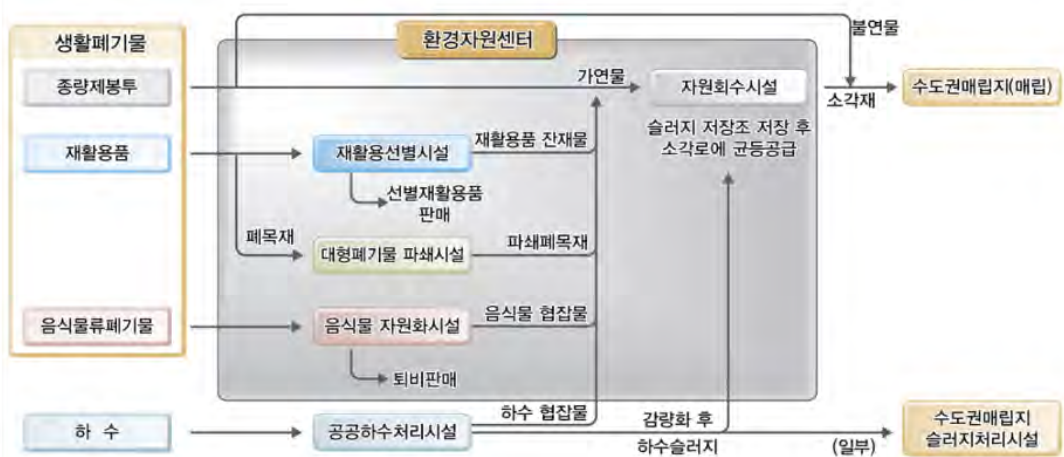 생활폐기물
종량제봉투
재활용품
음식물류폐기물
하 수
환경자원센터
불연물
가연물
자원회수시설
소각재
수도권매립지(매립)
슬러지 저장조 저장 후
소각로에 균등공급
재활용선별시설
재활용품 잔재물
선별재활용품
판매
폐목재
대형폐기물 파쇄시설
파쇄폐목재
음식물 자원화시설
음식물 협잡물
퇴비판매
공공하수처리시설
하수 협잡물
감량화 후
하수슬러지
(일부)
수도권매립지
슬러지처리시설